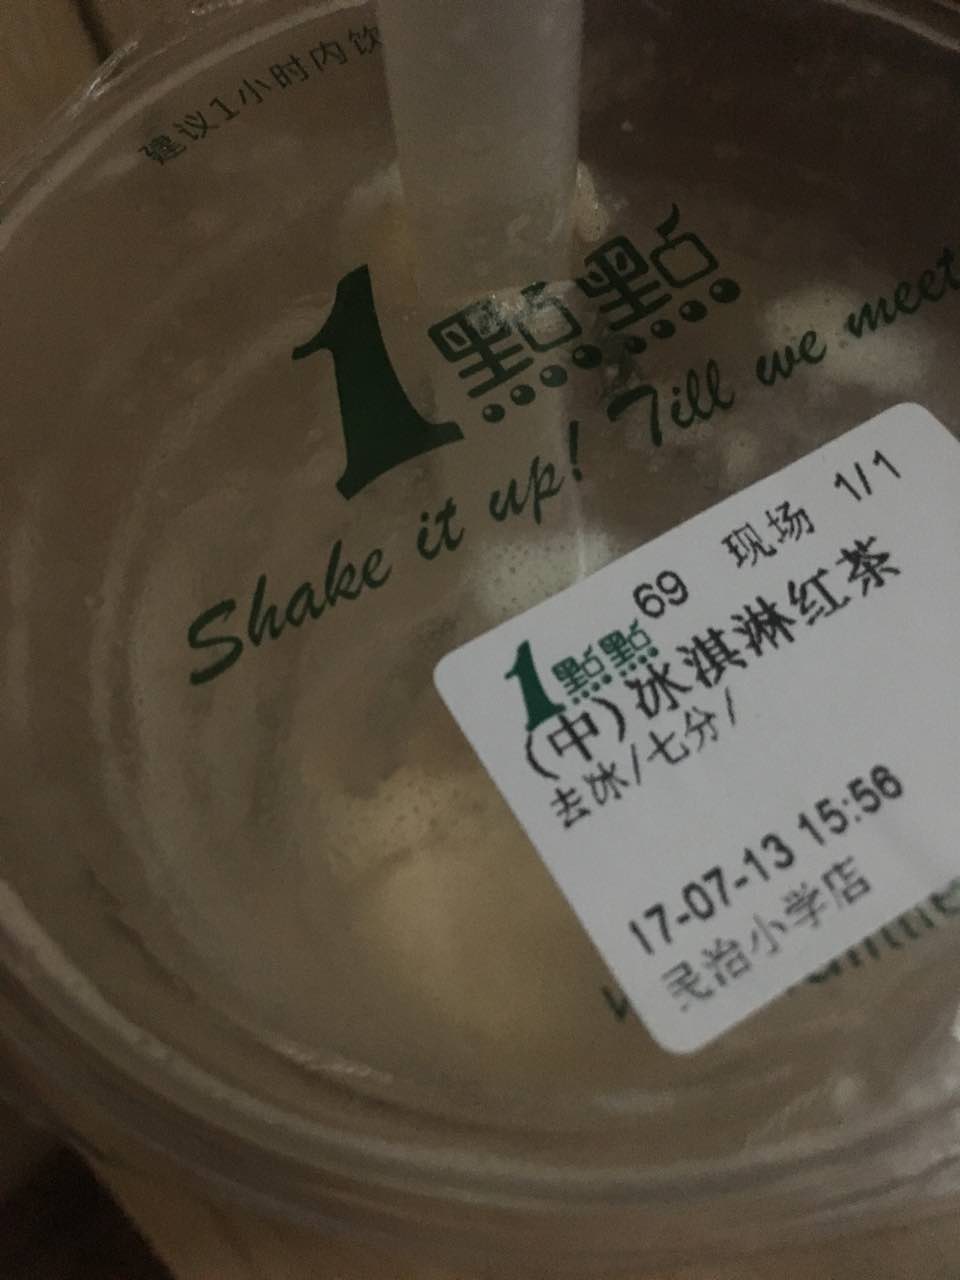 建议1小时内饮
1點點
Shake it up! Till we meet
69 现场 1/1
1點點
(中)冰淇淋红茶
去冰/七分/
17-07-13 15:56
民治小学店